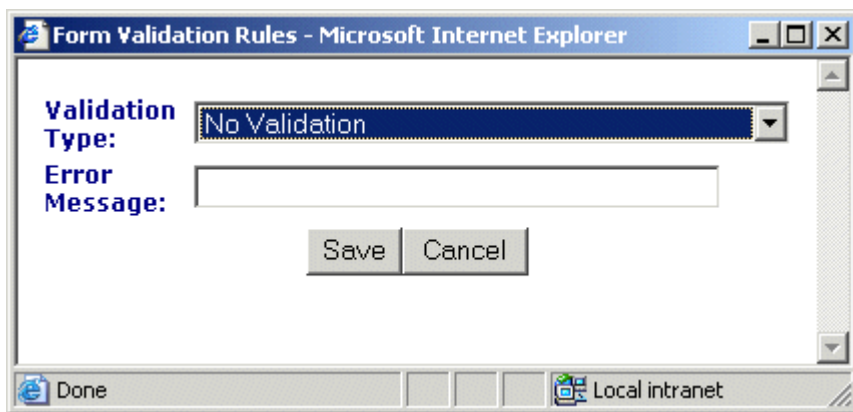 Form Validation Rules - Microsoft Internet Explorer
Validation
Type:
No Validation
Error
Message:
Save Cancel
Done Local intranet